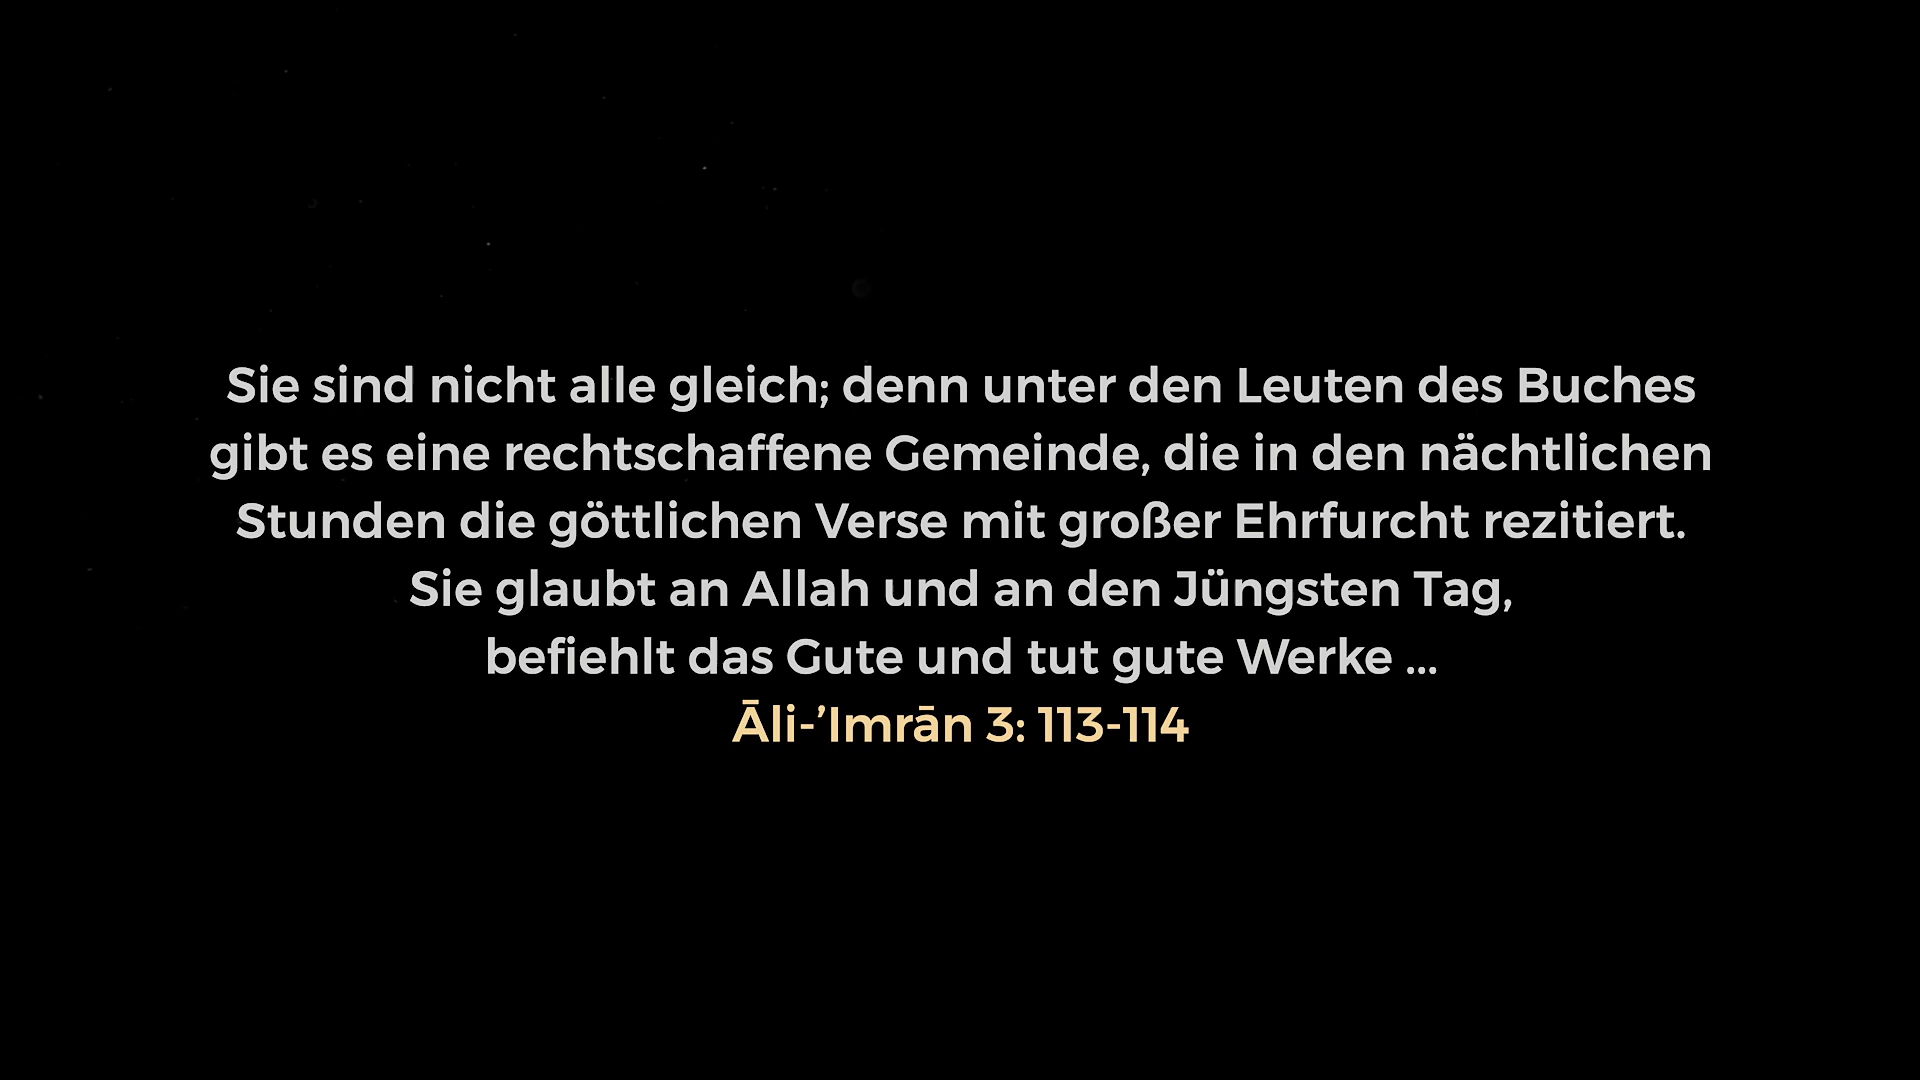 Sie sind nicht alle gleich; denn unter den Leuten des Buches
gibt es eine rechtschaffene Gemeinde, die in den nächtlichen
Stunden die göttlichen Verse mit großer Ehrfurcht rezitiert.
Sie glaubt an Allah und an den Jüngsten Tag,
befiehlt das Gute und tut gute Werke ...
Āli-’Imrān 3: 113-114